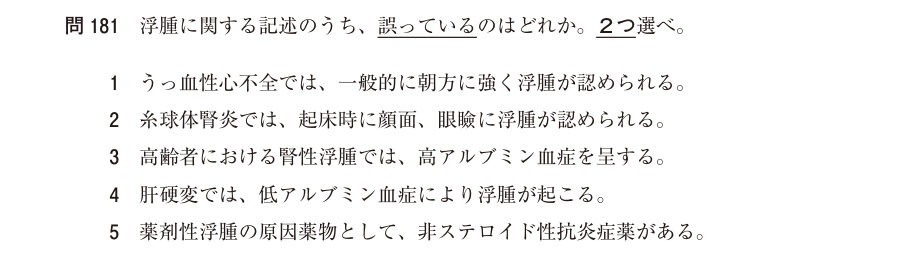 問 181 浮腫に関する記述のうち、誤っているのはどれか。2つ選べ。
1 うっ血性心不全では、一般的に朝方に強く浮腫が認められる。
2 糸球体腎炎では、起床時に顔面、眼瞼に浮腫が認められる。
3 高齢者における腎性浮腫では、高アルブミン血症を呈する。
4 肝硬変では、低アルブミン血症により浮腫が起こる。
5 薬剤性浮腫の原因薬物として、非ステロイド性抗炎症薬がある。